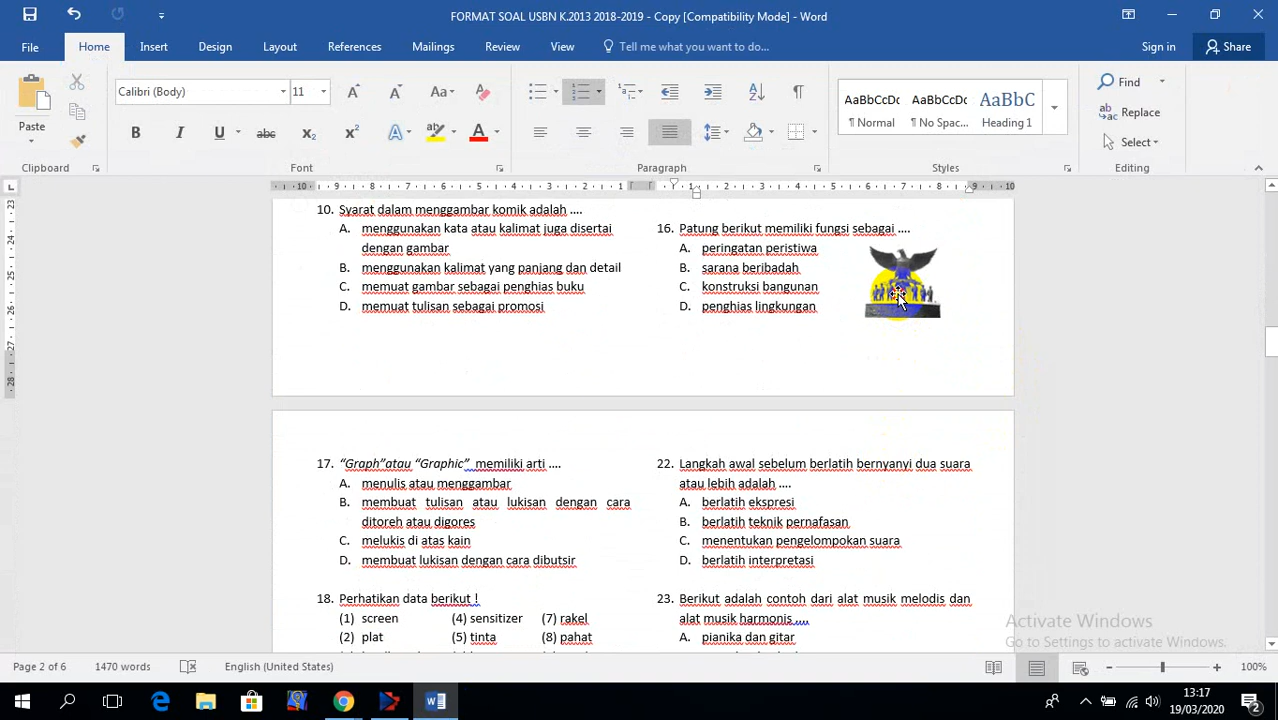 FORMAT SOAL USBN K.2013 2018-2019 - Copy [Compatibility Mode] - Word
File Home Insert Design Layout References Mailings Review View Tell me what you want to do... Sign in Share
Calibri (Body) 11
AaBbCcDc AaBbCcDc AaBbC
¶ Normal ¶ No Spac... Heading 1
Find
Replace
Select
Paste
Clipboard Font Paragraph Styles Editing
10. Syarat dalam menggambar komik adalah ....
A. menggunakan kata atau kalimat juga disertai
dengan gambar
B. menggunakan kalimat yang panjang dan detail
C. memuat gambar sebagai penghias buku
D. memuat tulisan sebagai promosi
16. Patung berikut memiliki fungsi sebagai ....
A. peringatan peristiwa
B. sarana beribadah
C. konstruksi bangunan
D. penghias lingkungan
17. “Graph”atau “Graphic” memiliki arti ....
A. menulis atau menggambar
B. membuat tulisan atau lukisan dengan cara
ditoreh atau digores
C. melukis di atas kain
D. membuat lukisan dengan cara dibutsir
18. Perhatikan data berikut !
(1) screen (4) sensitizer (7) rakel
(2) plat (5) tinta (8) pahat
22. Langkah awal sebelum berlatih bernyanyi dua suara
atau lebih adalah ....
A. berlatih ekspresi
B. berlatih teknik pernafasan
C. menentukan pengelompokan suara
D. berlatih interpretasi
23. Berikut adalah contoh dari alat musik melodis dan
alat musik harmonis ....
A. pianika dan gitar
Activate Windows
Go to Settings to activate Windows.
Page 2 of 6 1470 words English (United States) 100%
13:17
19/03/2020